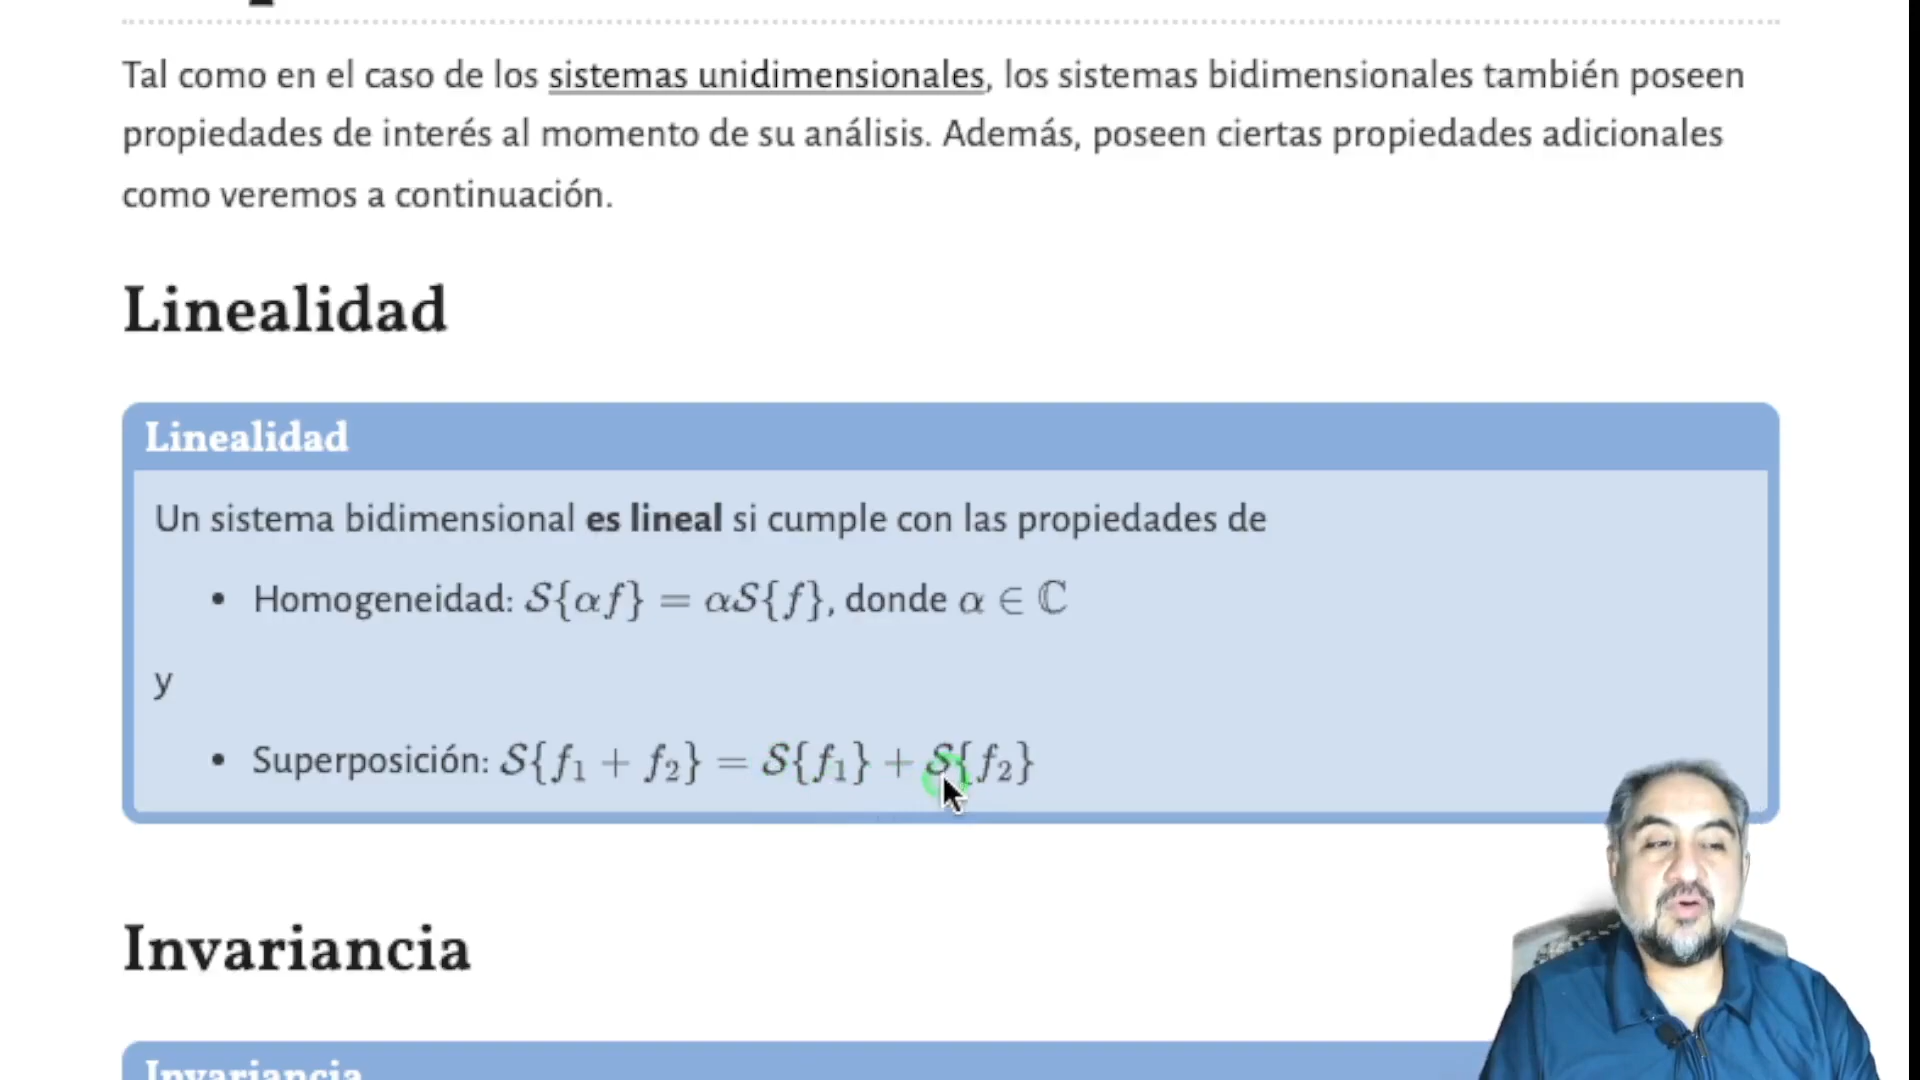 Tal como en el caso de los sistemas unidimensionales, los sistemas bidimensionales también poseen
propiedades de interés al momento de su análisis. Además, poseen ciertas propiedades adicionales
como veremos a continuación.
Linealidad
Linealidad
Un sistema bidimensional es lineal si cumple con las propiedades de
• Homogeneidad: 𝒮{αf} = α𝒮{f}, donde α ∈ ℂ
y
• Superposición: 𝒮{f₁ + f₂} = 𝒮{f₁} + 𝒮{f₂}
Invariancia
Invariancia